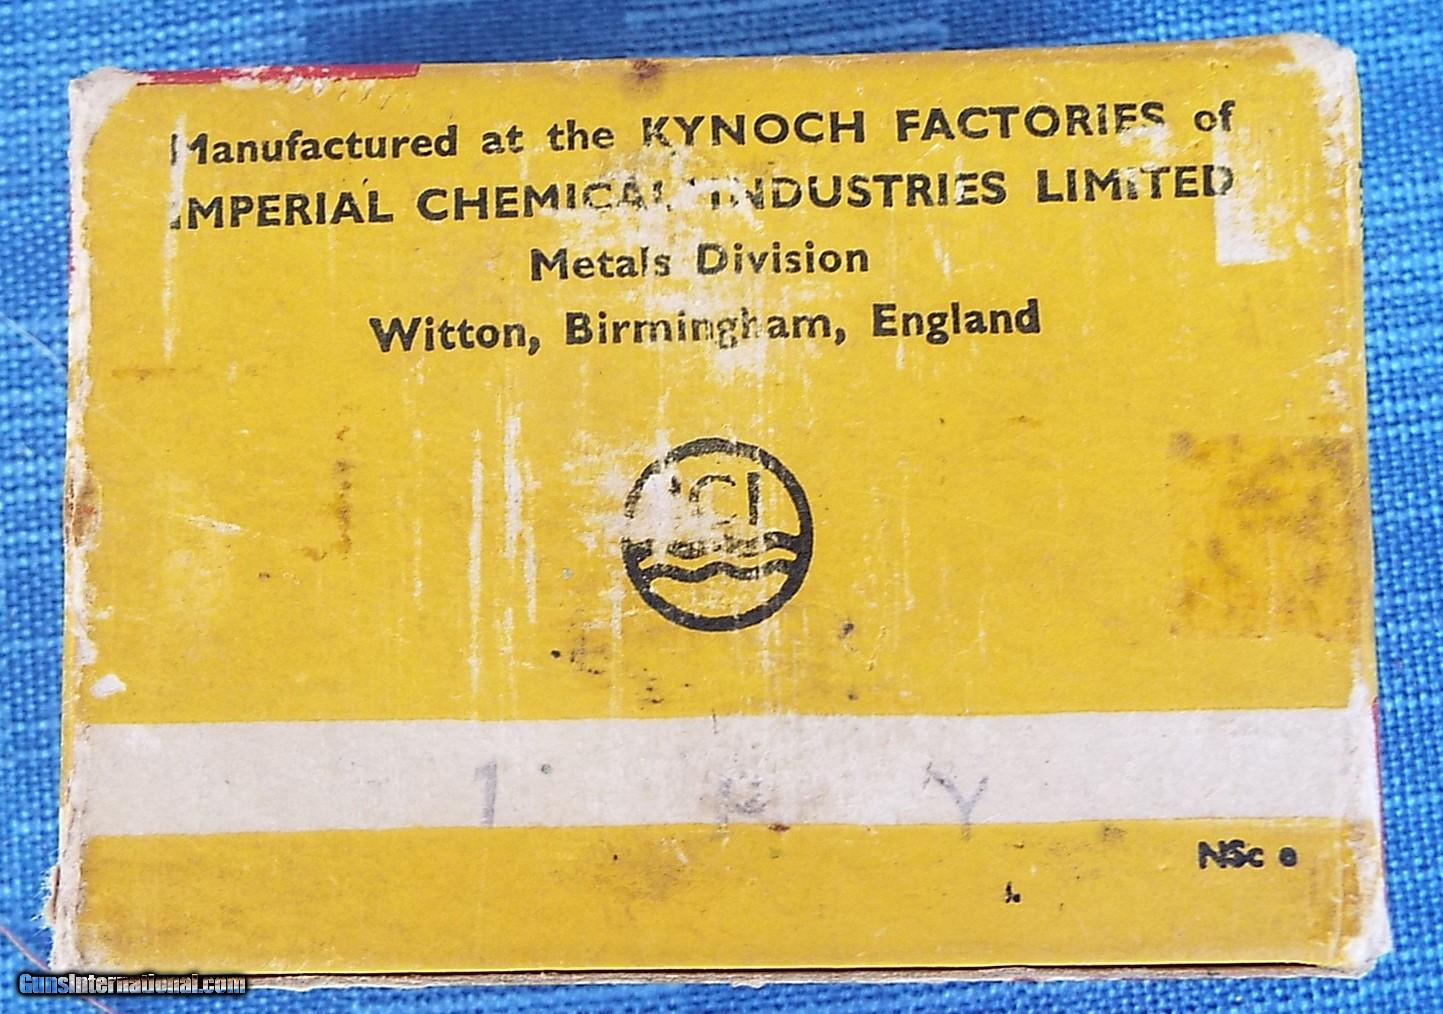 Manufactured at the KYNOCH FACTORIES of
IMPERIAL CHEMICAL INDUSTRIES LIMITED
Metals Division
Witton, Birmingham, England
ICI
1 Y
NSc e
GunsInternational.com